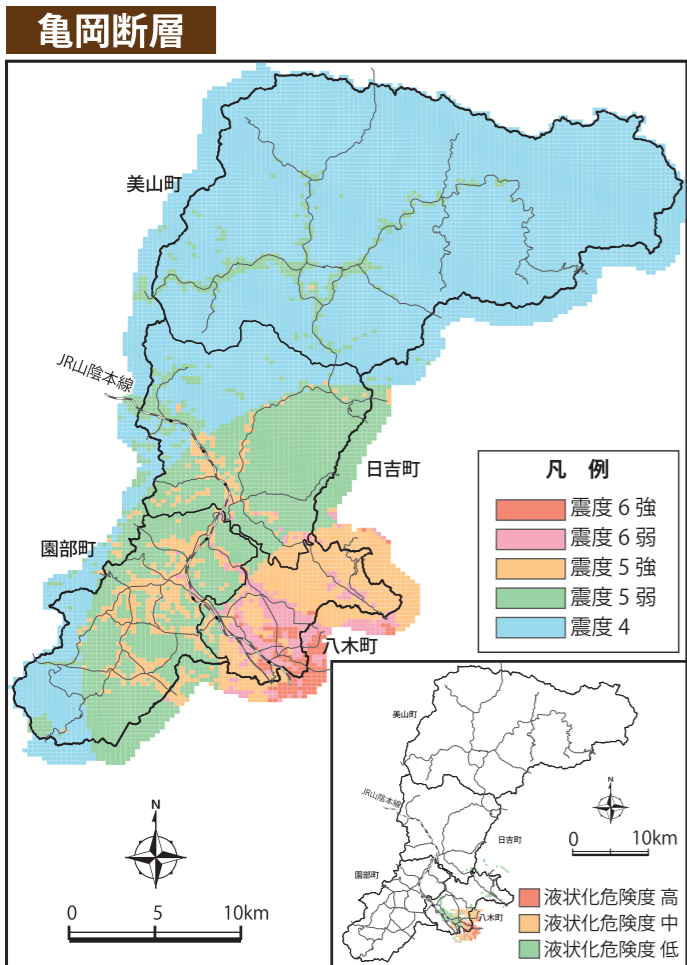 亀岡断層
美山町
JR山陰本線
日吉町
園部町
八木町
凡 例
震度 6 強
震度 6 弱
震度 5 強
震度 5 弱
震度 4
N
0 5 10km
美山町
JR山陰本線
日吉町
園部町
八木町
N
0 10km
液状化危険度 高
液状化危険度 中
液状化危険度 低